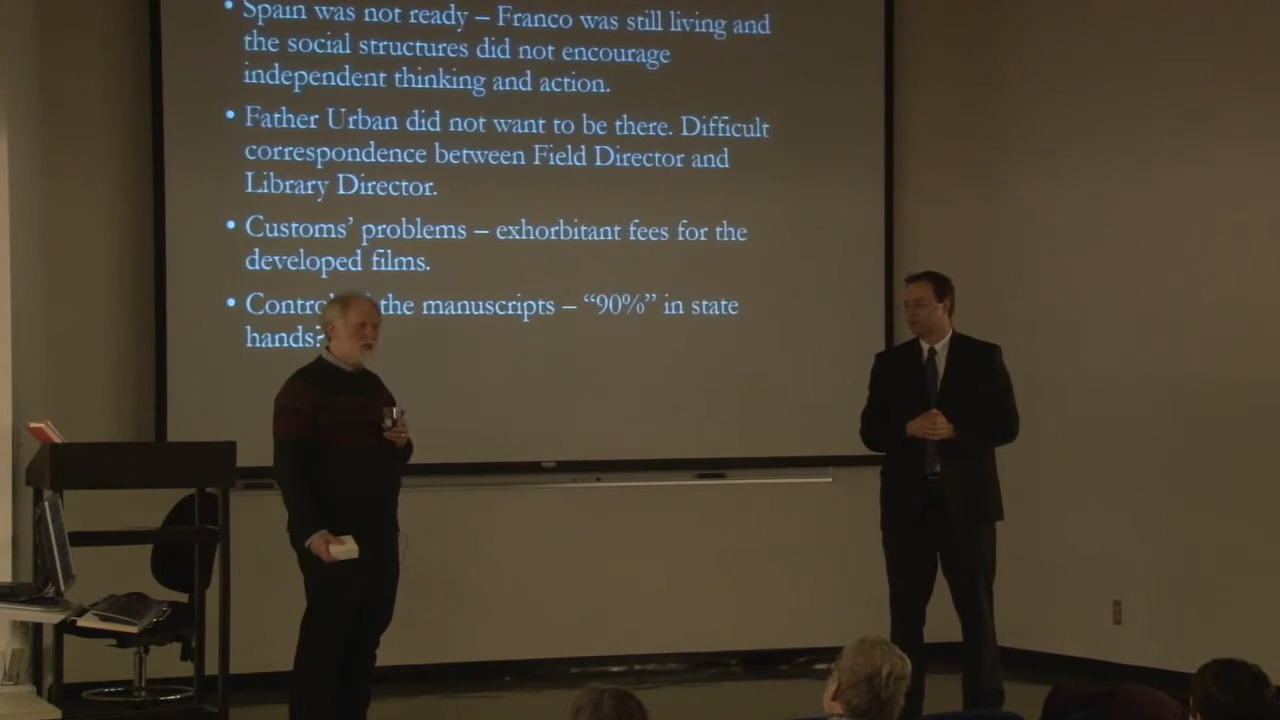 • Spain was not ready – Franco was still living and
the social structures did not encourage
independent thinking and action.
• Father Urban did not want to be there. Difficult
correspondence between Field Director and
Library Director.
• Customs’ problems – exhorbitant fees for the
developed films.
• the manuscripts – “90%” in state
hands?